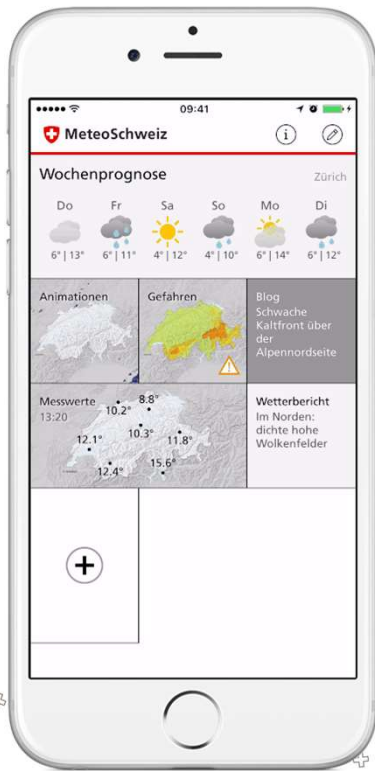 09:41
MeteoSchweiz
Wochenprognose
Zürich
Do Fr Sa So Mo Di
6° | 13° 6° | 11° 4° | 12° 4° | 10° 6° | 14° 6° | 12°
Animationen
Gefahren
Blog
Schwache
Kaltfront über
der
Alpennordseite
Messwerte
13:20
8.8°
10.2°
10.3°
12.1°
11.8°
12.4°
15.6°
Wetterbericht
Im Norden:
dichte hohe
Wolkenfelder